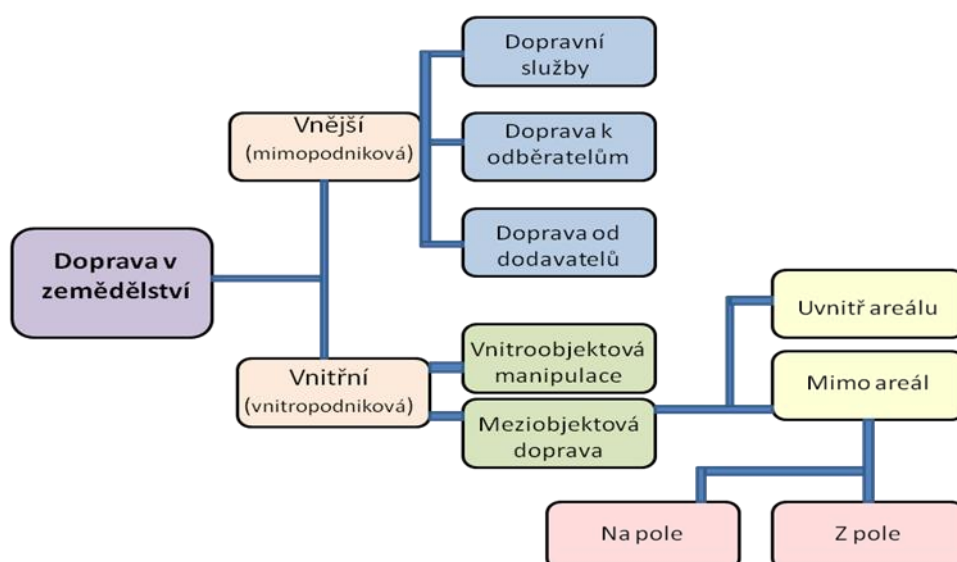 Dopravní
služby
Vnější
(mimopodniková)
Doprava k
odběratelům
Doprava od
dodavatelů
Doprava v
zemědělství
Uvnitř areálu
Vnitroobjektová
manipulace
Vnitřní
(vnitropodniková)
Mimo areál
Meziobjektová
doprava
Na pole
Z pole